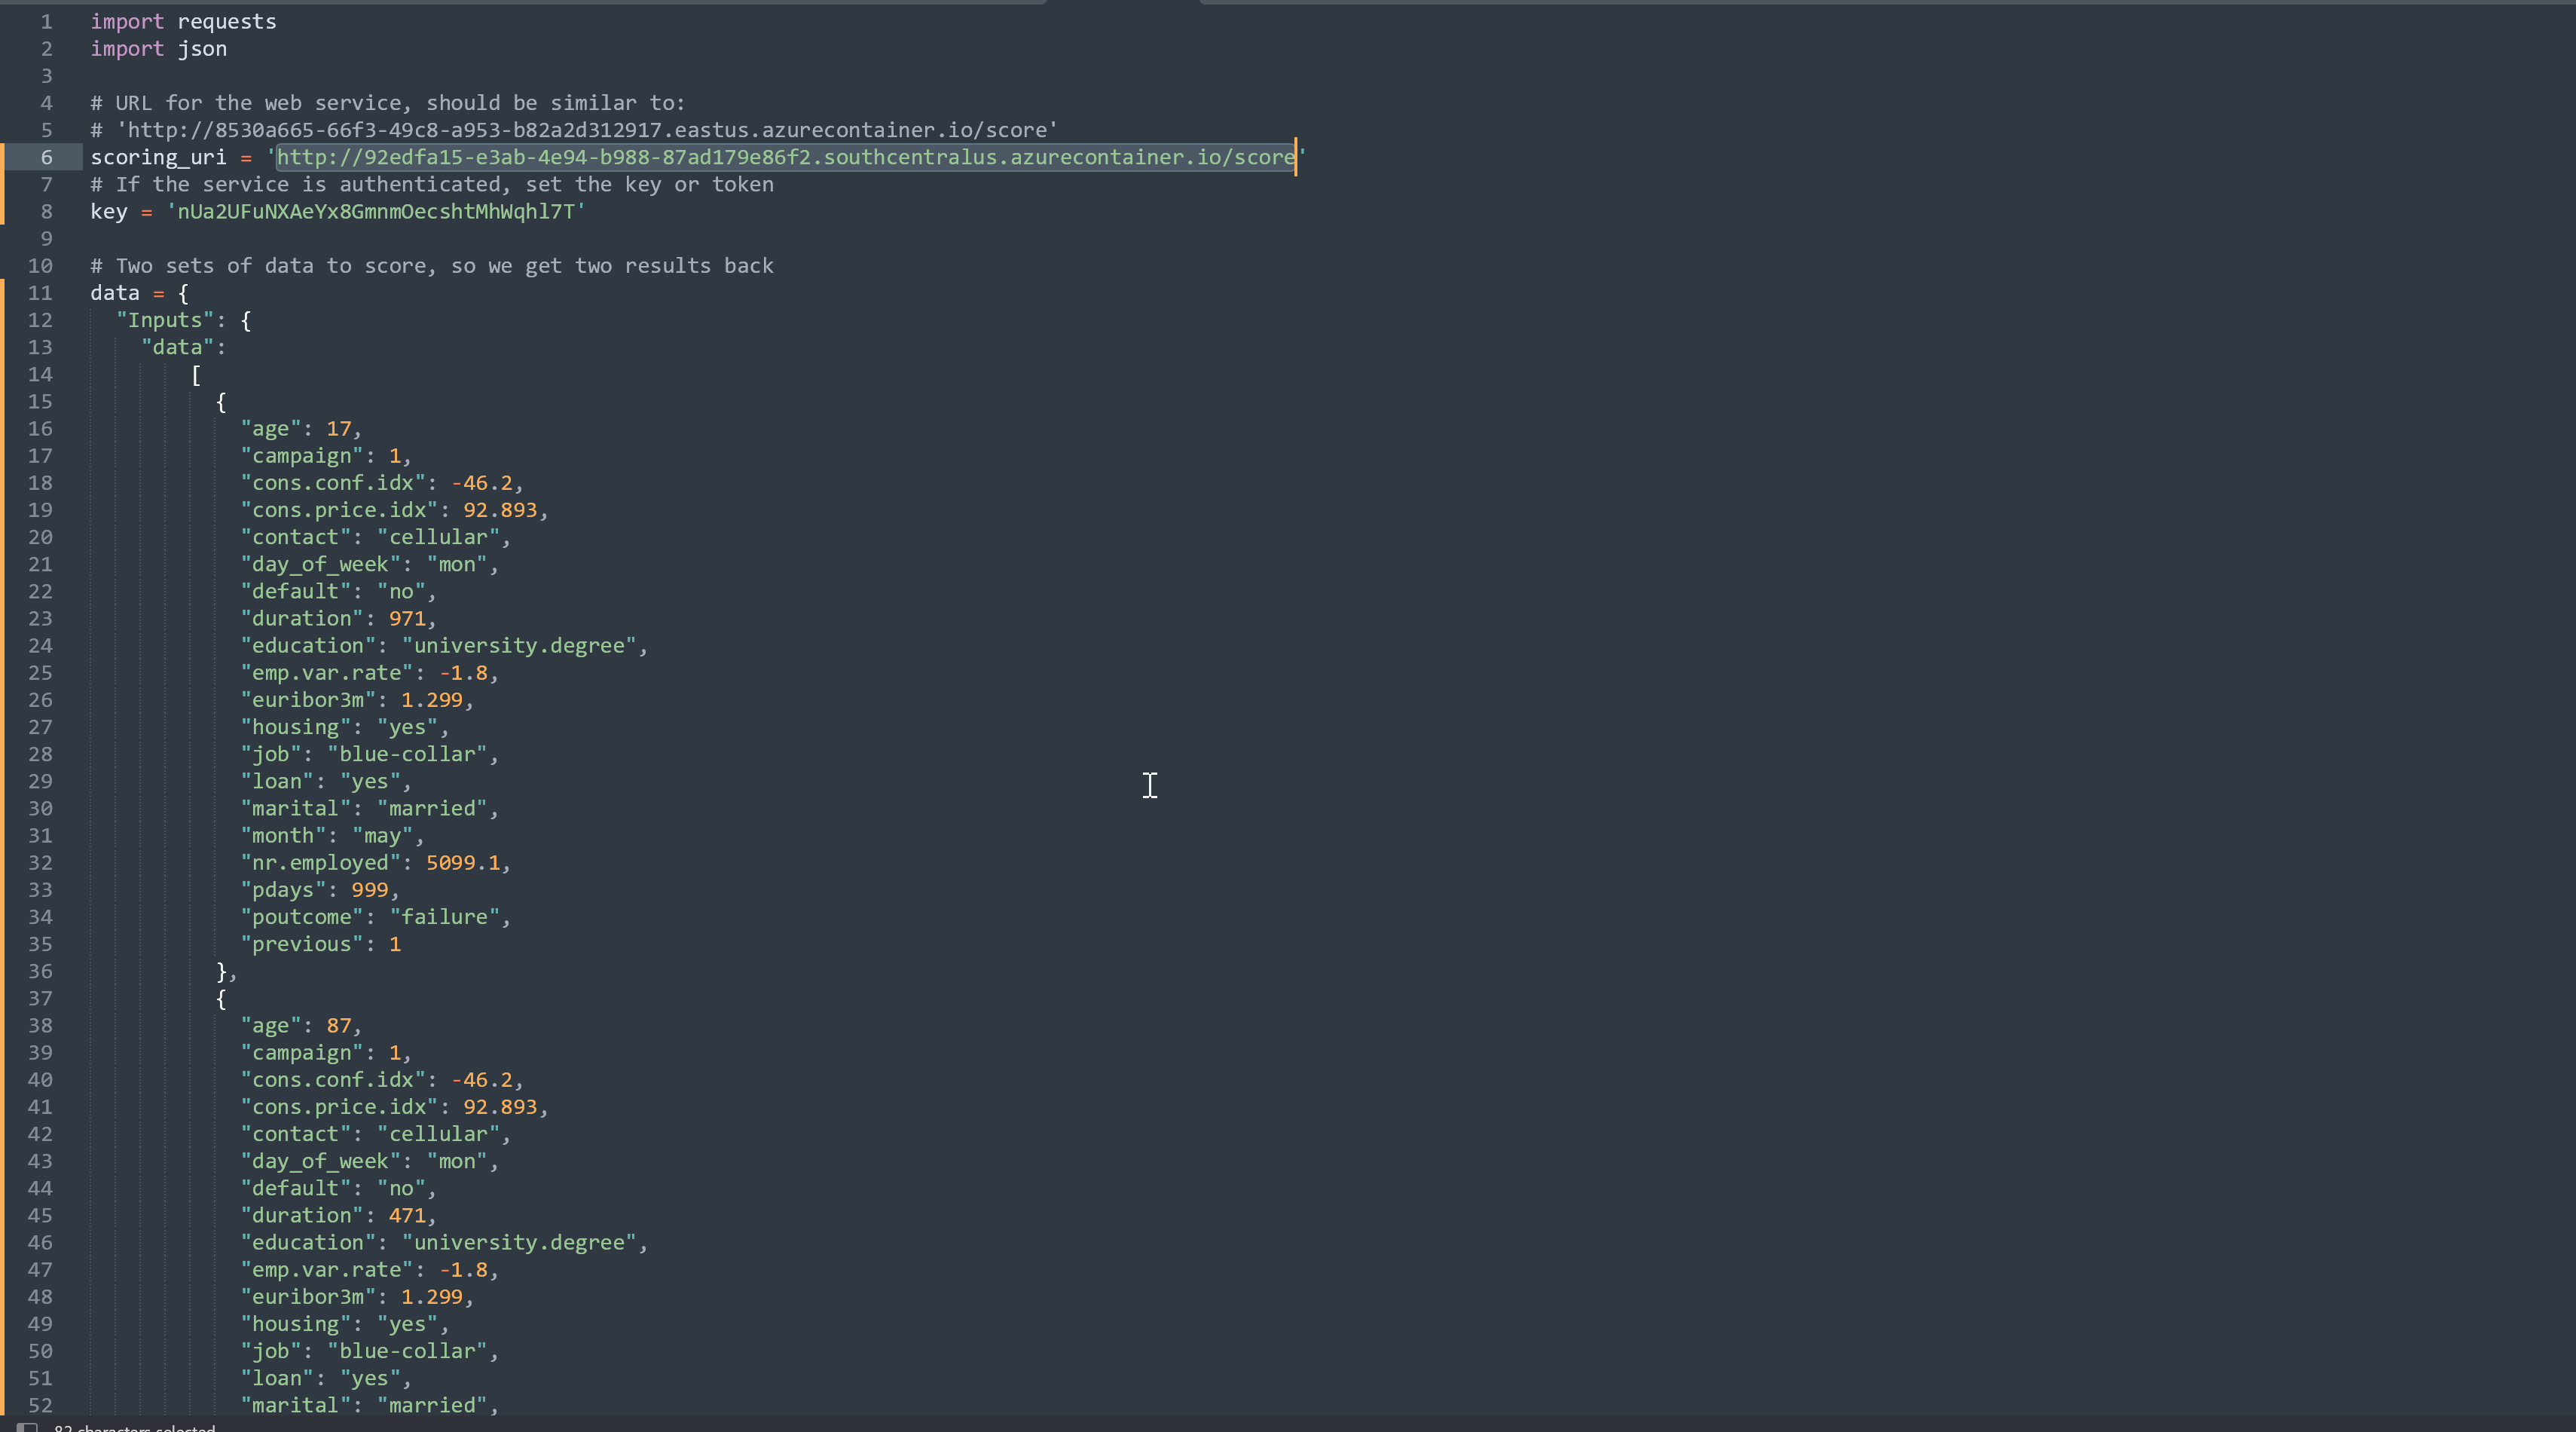 1 import requests
2 import json
3
4 # URL for the web service, should be similar to:
5 # 'http://8530a665-66f3-49c8-a953-b82a2d312917.eastus.azurecontainer.io/score'
6 scoring_uri = 'http://92edfa15-e3ab-4e94-b988-87ad179e86f2.southcentralus.azurecontainer.io/score'
7 # If the service is authenticated, set the key or token
8 key = 'nUa2UFuNXAeYx8GmnmOecshtMhWqhl7T'
9
10 # Two sets of data to score, so we get two results back
11 data = {
12 "Inputs": {
13 "data":
14 [
15 {
16 "age": 17,
17 "campaign": 1,
18 "cons.conf.idx": -46.2,
19 "cons.price.idx": 92.893,
20 "contact": "cellular",
21 "day_of_week": "mon",
22 "default": "no",
23 "duration": 971,
24 "education": "university.degree",
25 "emp.var.rate": -1.8,
26 "euribor3m": 1.299,
27 "housing": "yes",
28 "job": "blue-collar",
29 "loan": "yes",
30 "marital": "married",
31 "month": "may",
32 "nr.employed": 5099.1,
33 "pdays": 999,
34 "poutcome": "failure",
35 "previous": 1
36 },
37 {
38 "age": 87,
39 "campaign": 1,
40 "cons.conf.idx": -46.2,
41 "cons.price.idx": 92.893,
42 "contact": "cellular",
43 "day_of_week": "mon",
44 "default": "no",
45 "duration": 471,
46 "education": "university.degree",
47 "emp.var.rate": -1.8,
48 "euribor3m": 1.299,
49 "housing": "yes",
50 "job": "blue-collar",
51 "loan": "yes",
52 "marital": "married",
characters selected